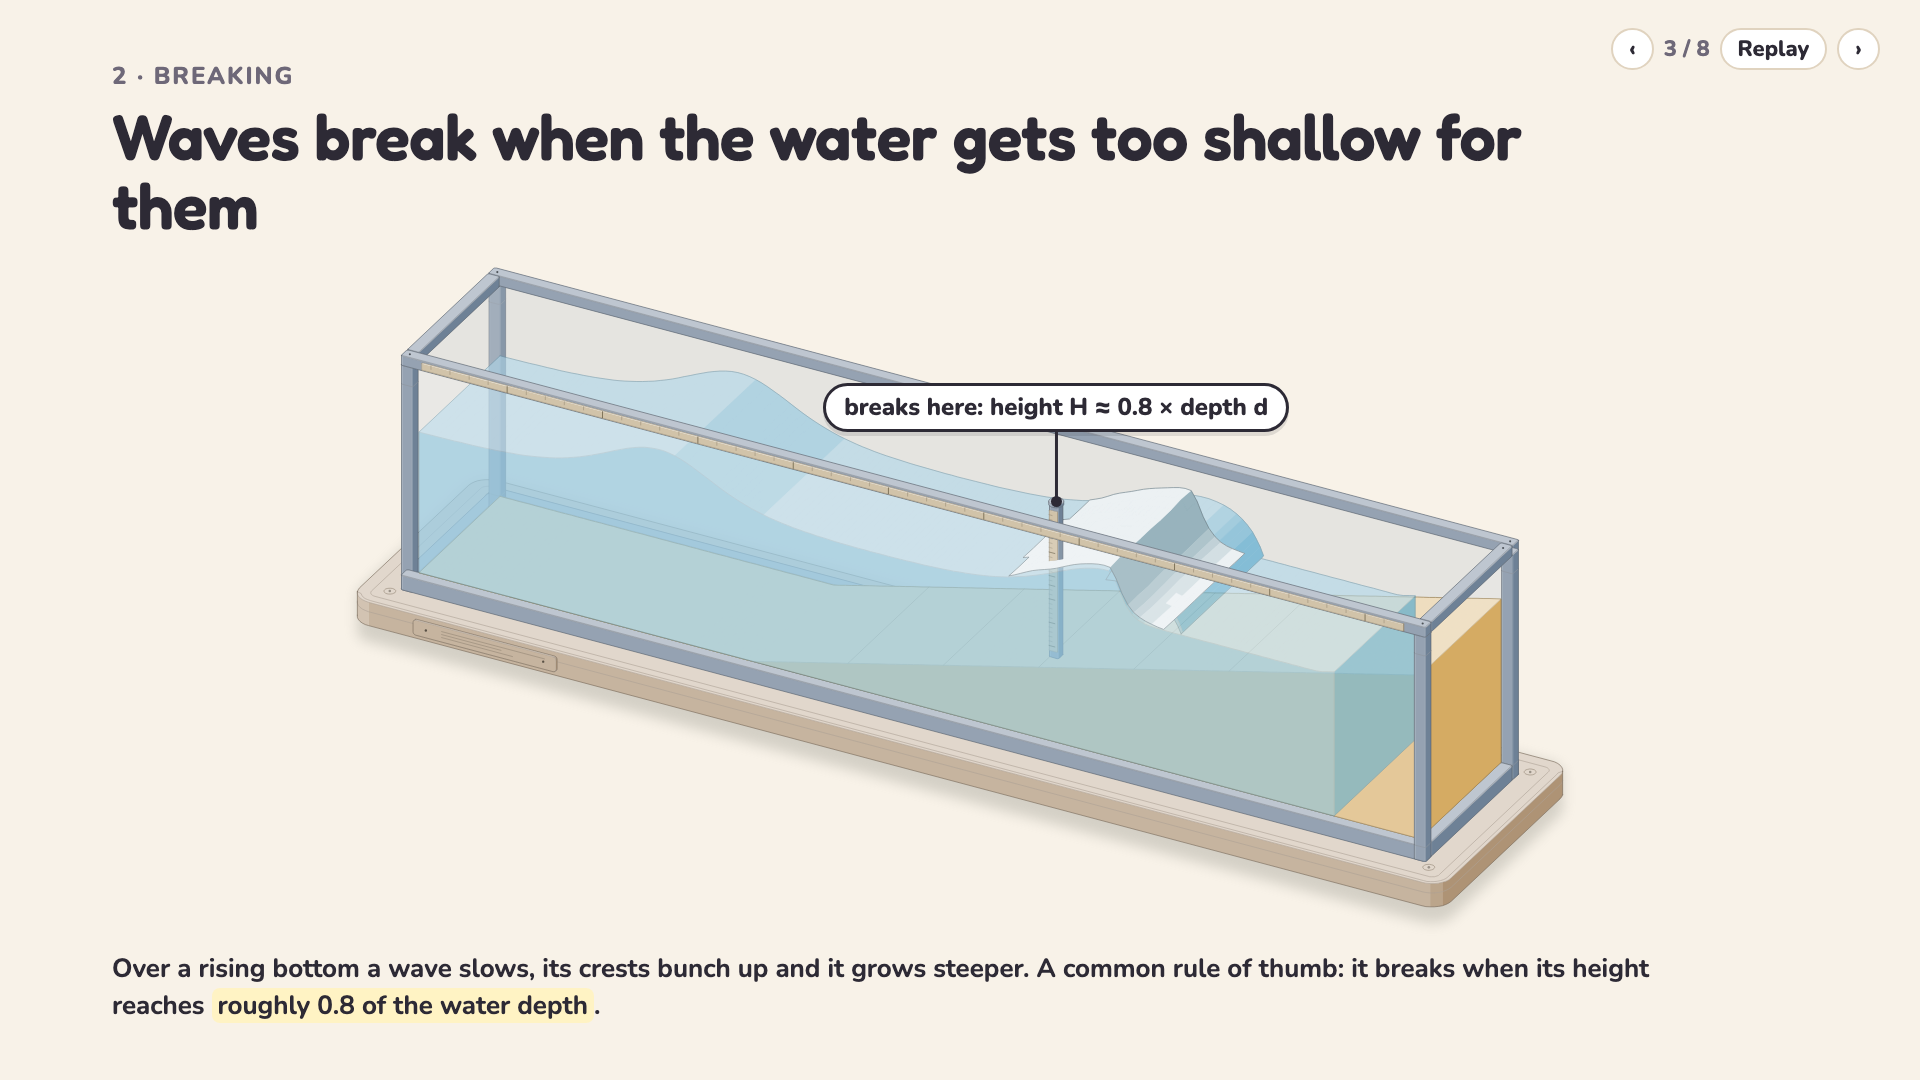 ‹ 3 / 8 Replay ›
2 · BREAKING
Waves break when the water gets too shallow for
them
breaks here: height H ≈ 0.8 × depth d
Over a rising bottom a wave slows, its crests bunch up and it grows steeper. A common rule of thumb: it breaks when its height
reaches roughly 0.8 of the water depth.